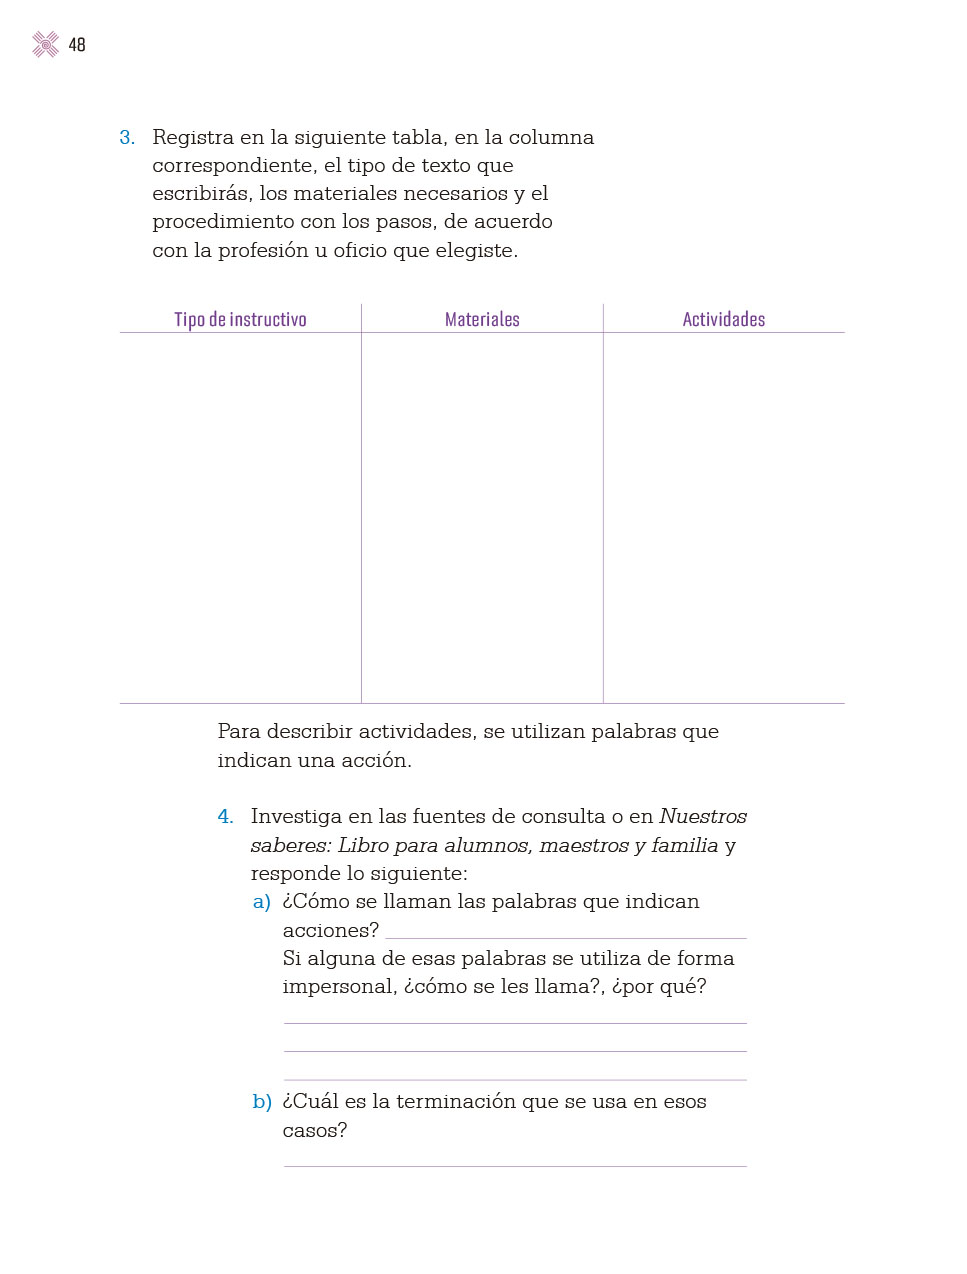 48
3. Registra en la siguiente tabla, en la columna
correspondiente, el tipo de texto que
escribirás, los materiales necesarios y el
procedimiento con los pasos, de acuerdo
con la profesión u oficio que elegiste.
Tipo de instructivo Materiales Actividades
Para describir actividades, se utilizan palabras que
indican una acción.
4. Investiga en las fuentes de consulta o en Nuestros
saberes: Libro para alumnos, maestros y familia y
responde lo siguiente:
a) ¿Cómo se llaman las palabras que indican
acciones?
Si alguna de esas palabras se utiliza de forma
impersonal, ¿cómo se les llama?, ¿por qué?
b) ¿Cuál es la terminación que se usa en esos
casos?